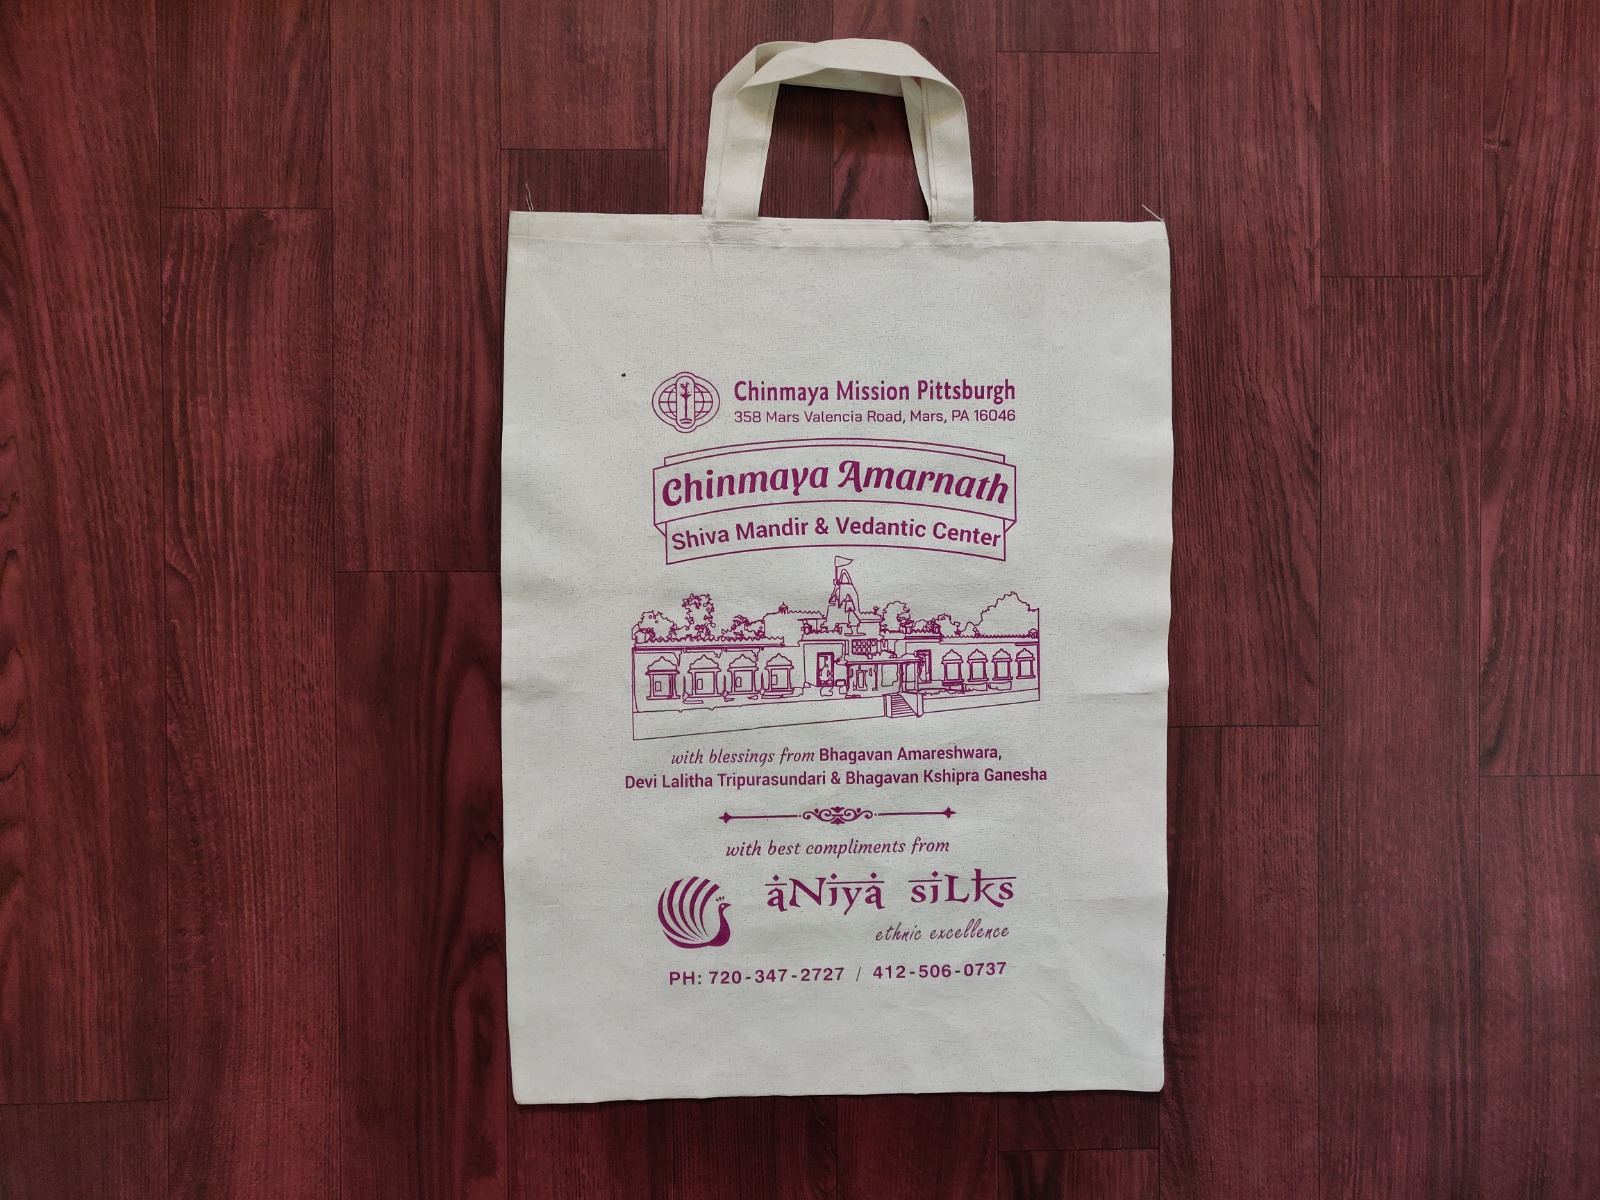 Chinmaya Mission Pittsburgh
358 Mars Valencia Road, Mars, PA 16046
Chinmaya Amarnath
Shiva Mandir & Vedantic Center
with blessings from Bhagavan Amareshwara,
Devi Lalitha Tripurasundari & Bhagavan Kshipra Ganesha
with best compliments from
aNiya siLks
ethnic excellence
PH: 720-347-2727 / 412-506-0737